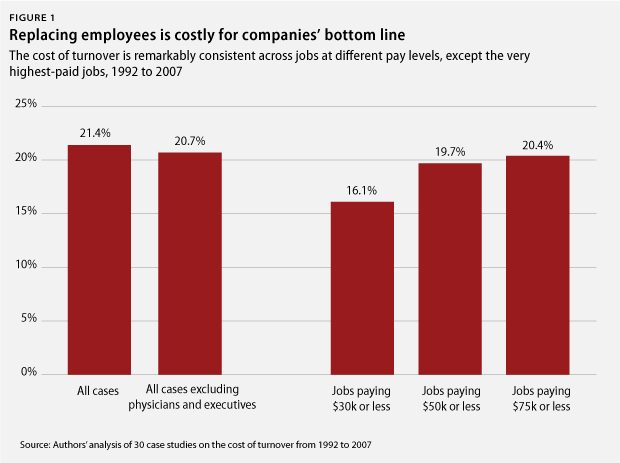 FIGURE 1
Replacing employees is costly for companies’ bottom line
The cost of turnover is remarkably consistent across jobs at different pay levels, except the very
highest-paid jobs, 1992 to 2007
25%
20%
15%
10%
5%
0%
21.4%
20.7%
16.1%
19.7%
20.4%
All cases
All cases excluding
physicians and executives
Jobs paying
$30k or less
Jobs paying
$50k or less
Jobs paying
$75k or less
Source: Authors’ analysis of 30 case studies on the cost of turnover from 1992 to 2007